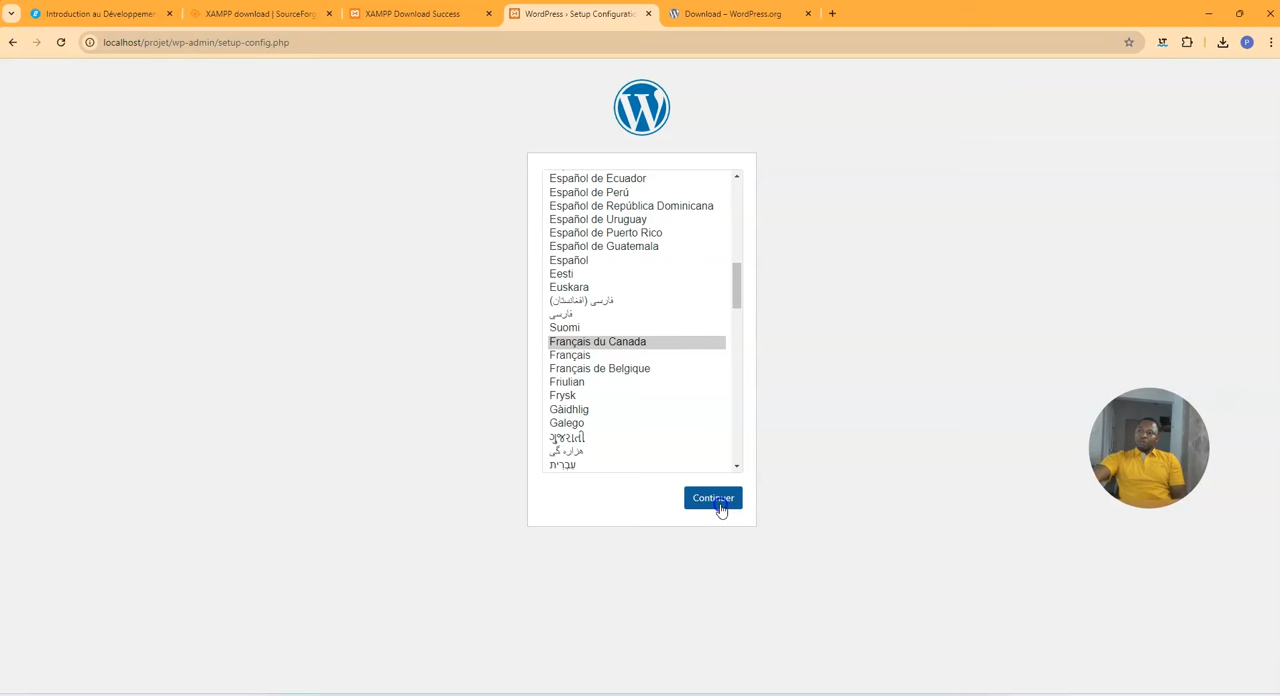 Introduction au Développemer
XAMPP download | SourceForg
XAMPP Download Success
WordPress › Setup Configuratio
Download – WordPress.org
localhost/projet/wp-admin/setup-config.php
LT
P
W
Español de Ecuador
Español de Perú
Español de República Dominicana
Español de Uruguay
Español de Puerto Rico
Español de Guatemala
Español
Eesti
Euskara
(فارسی (افغانستان
فارسی
Suomi
Français du Canada
Français
Français de Belgique
Friulian
Frysk
Gàidhlig
Galego
ગુજરાતી
هزاره گی
עִבְרִית
Continuer